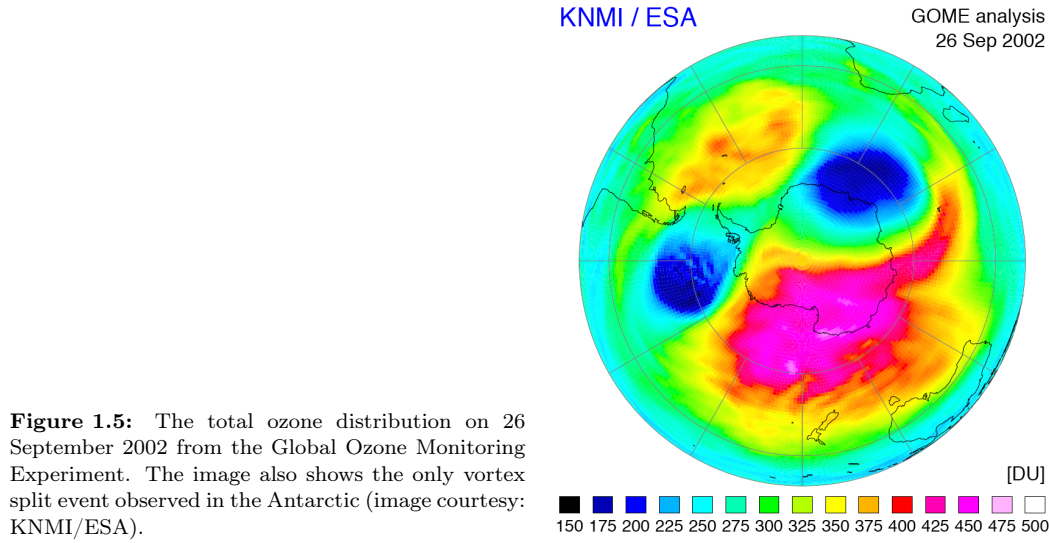 KNMI / ESA
GOME analysis
26 Sep 2002
[DU]
150 175 200 225 250 275 300 325 350 375 400 425 450 475 500
Figure 1.5: The total ozone distribution on 26
September 2002 from the Global Ozone Monitoring
Experiment. The image also shows the only vortex
split event observed in the Antarctic (image courtesy:
KNMI/ESA).